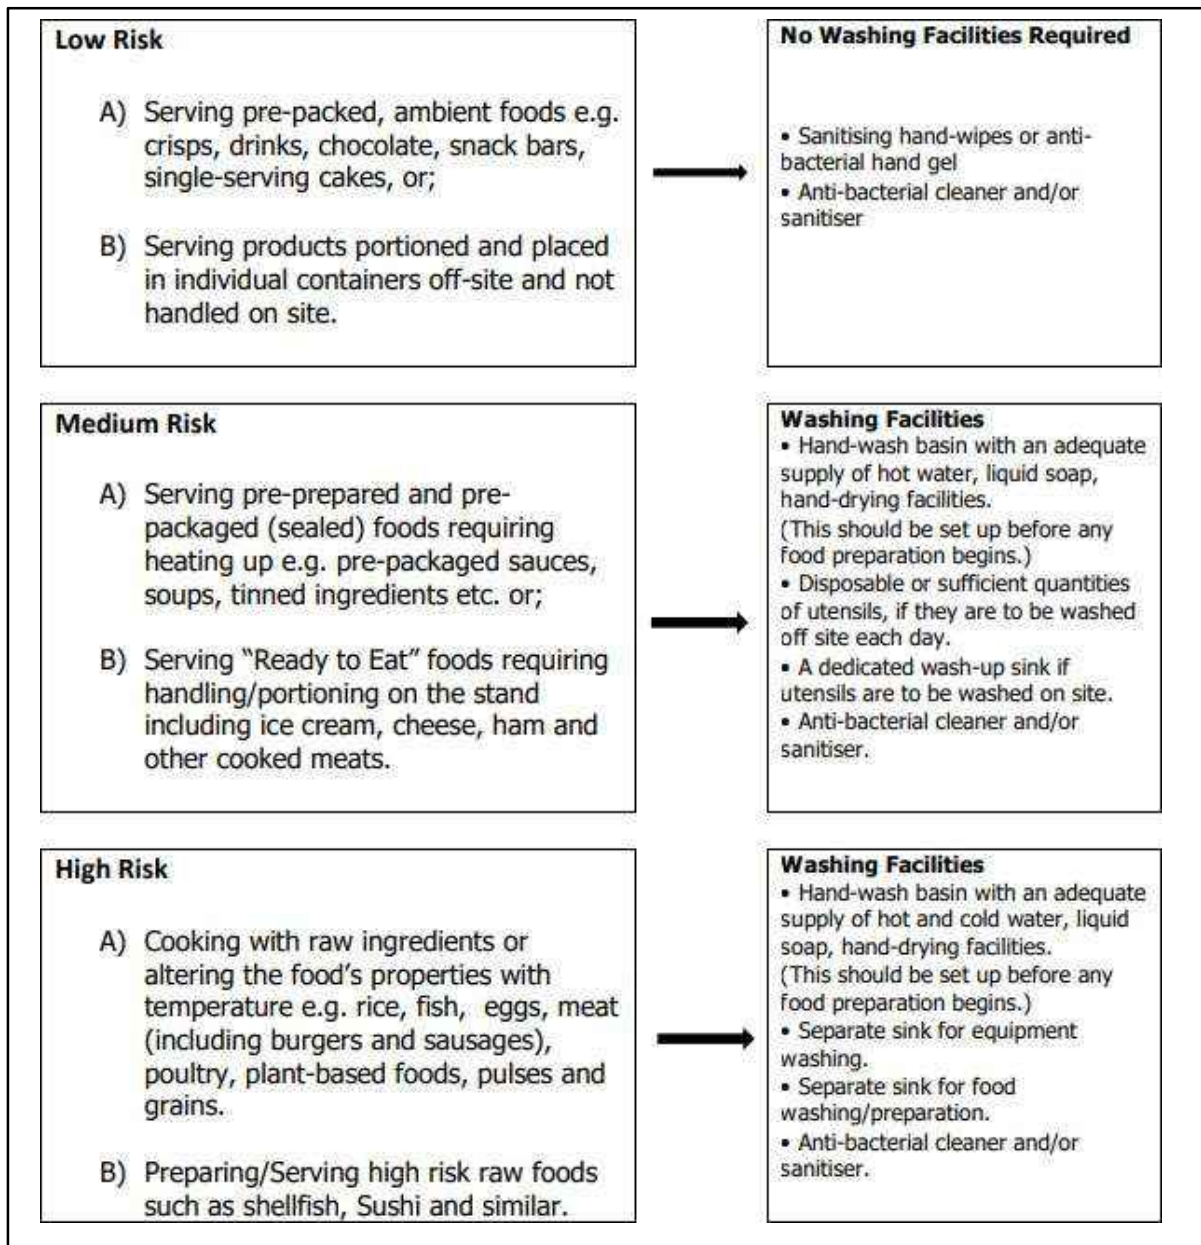 Low Risk
A) Serving pre-packed, ambient foods e.g.
crisps, drinks, chocolate, snack bars,
single-serving cakes, or;
B) Serving products portioned and placed
in individual containers off-site and not
handled on site.
No Washing Facilities Required
• Sanitising hand-wipes or anti-
bacterial hand gel
• Anti-bacterial cleaner and/or
sanitiser
Medium Risk
A) Serving pre-prepared and pre-
packaged (sealed) foods requiring
heating up e.g. pre-packaged sauces,
soups, tinned ingredients etc. or;
B) Serving “Ready to Eat” foods requiring
handling/portioning on the stand
including ice cream, cheese, ham and
other cooked meats.
Washing Facilities
• Hand-wash basin with an adequate
supply of hot water, liquid soap,
hand-drying facilities.
(This should be set up before any
food preparation begins.)
• Disposable or sufficient quantities
of utensils, if they are to be washed
off site each day.
• A dedicated wash-up sink if
utensils are to be washed on site.
• Anti-bacterial cleaner and/or
sanitiser.
High Risk
A) Cooking with raw ingredients or
altering the food’s properties with
temperature e.g. rice, fish, eggs, meat
(including burgers and sausages),
poultry, plant-based foods, pulses and
grains.
B) Preparing/Serving high risk raw foods
such as shellfish, Sushi and similar.
Washing Facilities
• Hand-wash basin with an adequate
supply of hot and cold water, liquid
soap, hand-drying facilities.
(This should be set up before any
food preparation begins.)
• Separate sink for equipment
washing.
• Separate sink for food
washing/preparation.
• Anti-bacterial cleaner and/or
sanitiser.